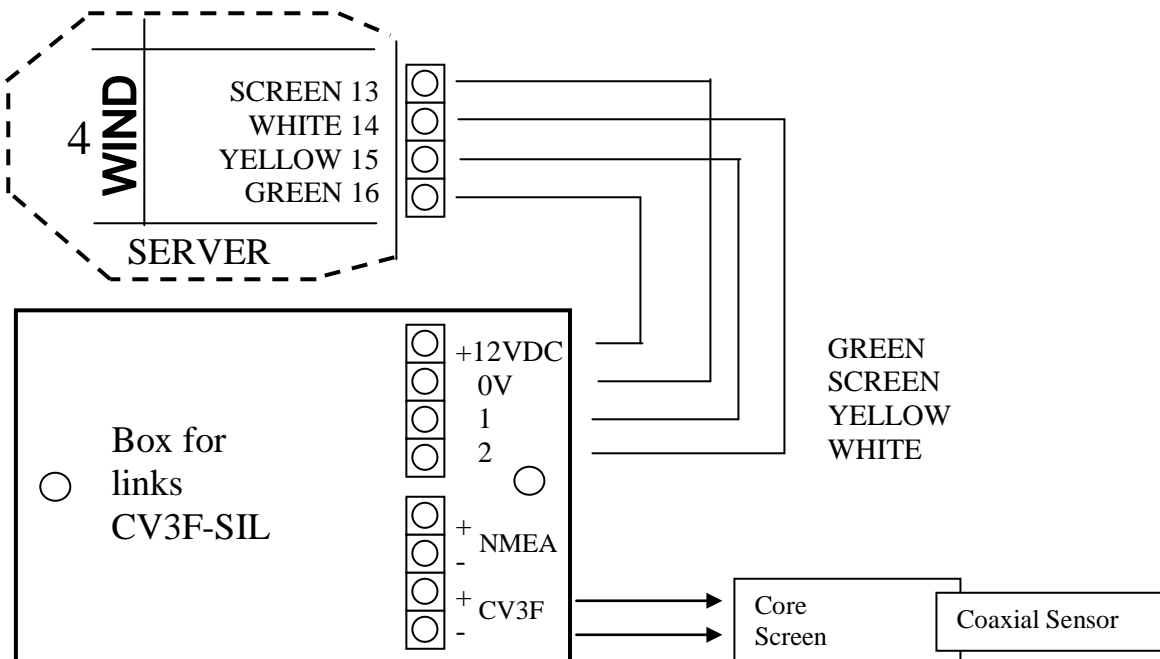 4
WIND
SCREEN 13
WHITE 14
YELLOW 15
GREEN 16
SERVER
+12VDC
0V
1
2
GREEN
SCREEN
YELLOW
WHITE
Box for
links
CV3F-SIL
+
NMEA
-
+
CV3F
-
Core
Screen
Coaxial Sensor